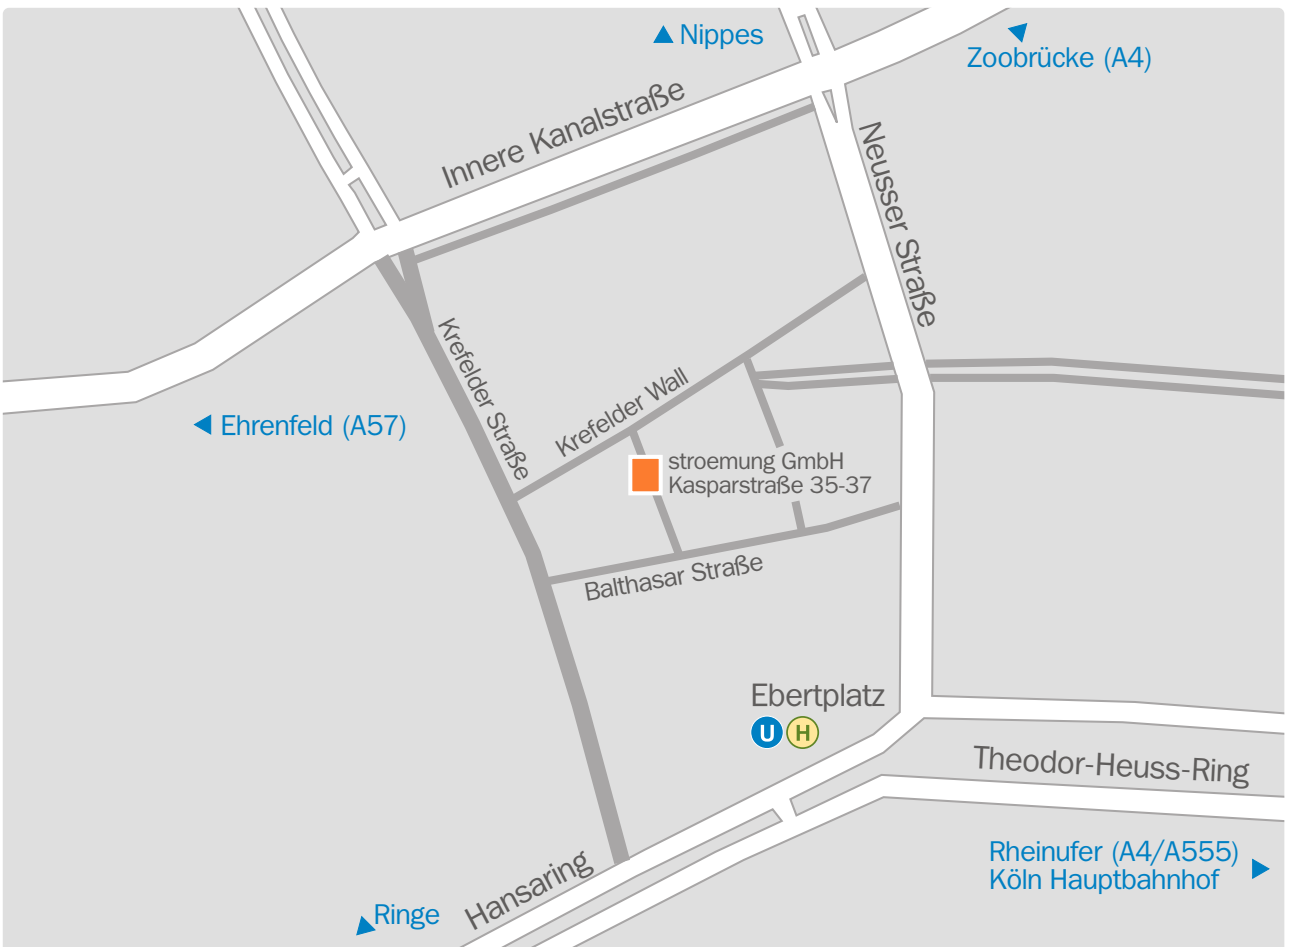 Nippes
Zoobrücke (A4)
Innere Kanalstraße
Neusser Straße
Krefelder Straße
Krefelder Wall
Ehrenfeld (A57)
stroemung GmbH
Kasparstraße 35-37
Balthasar Straße
Ebertplatz
U H
Theodor-Heuss-Ring
Rheinufer (A4/A555)
Köln Hauptbahnhof
Hansaring
Ringe